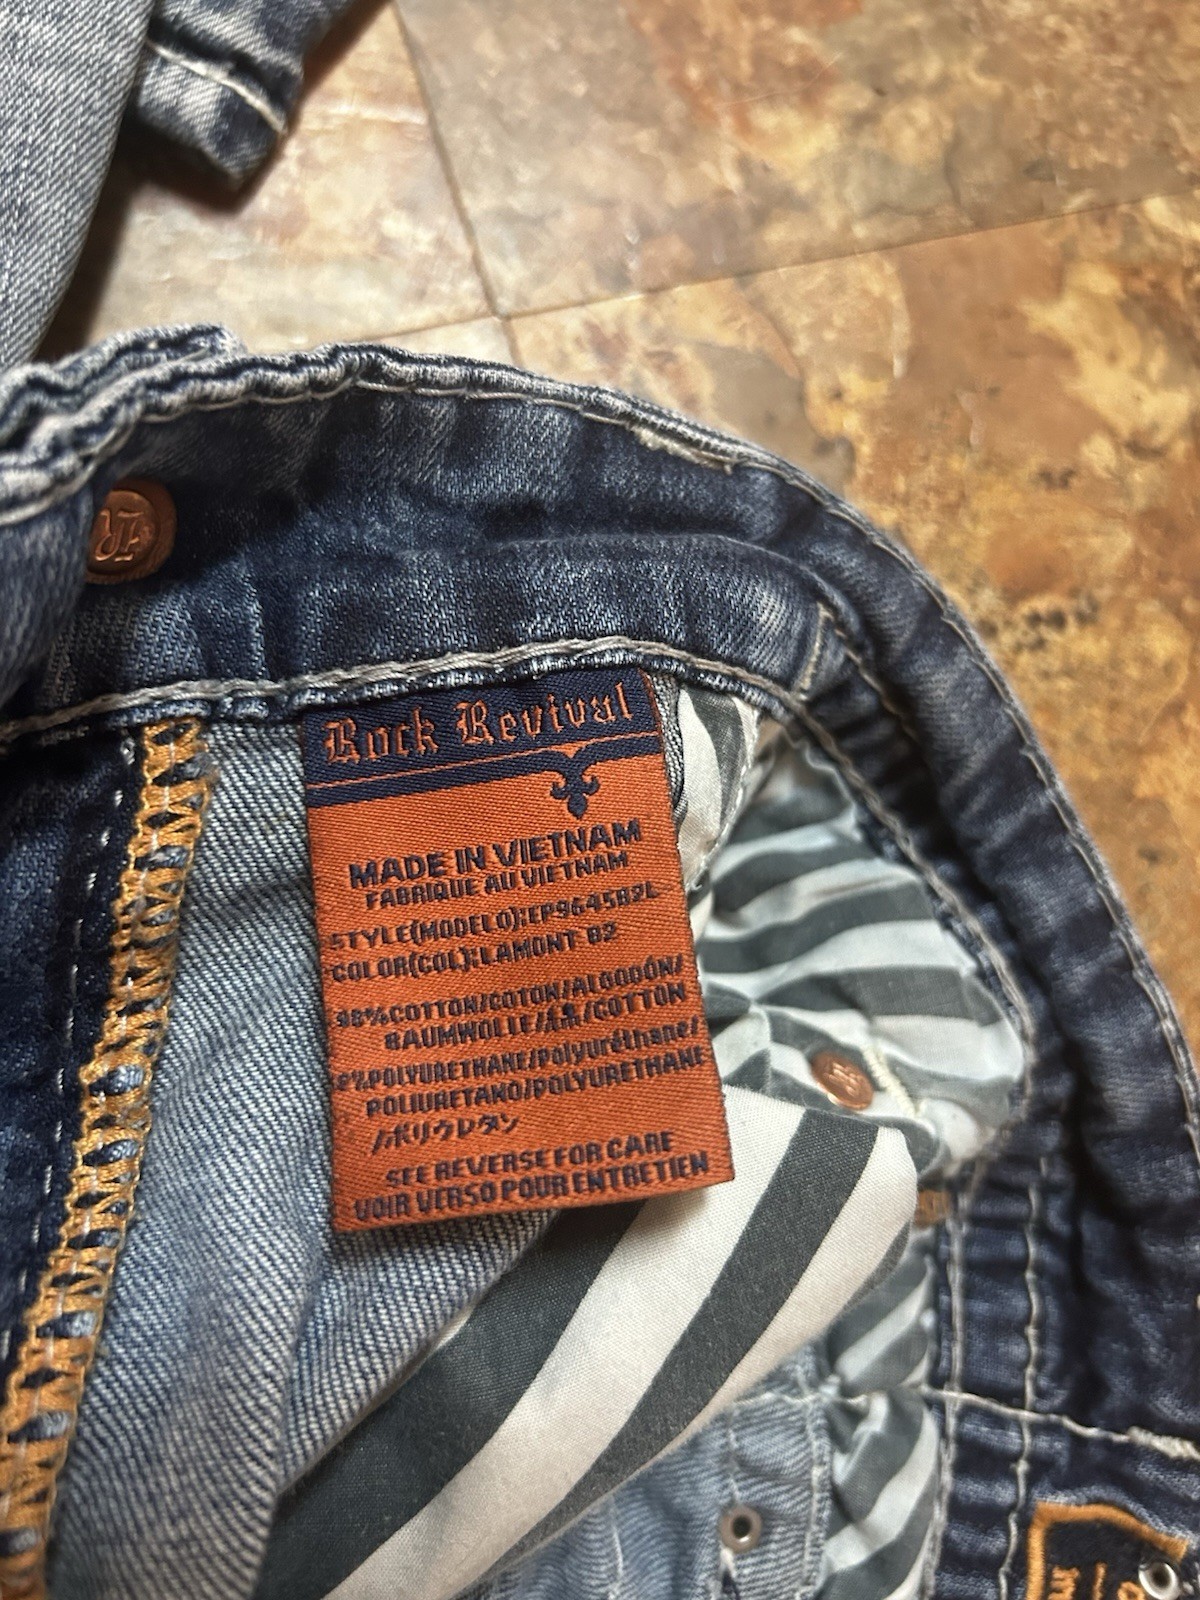 Rock Revival
MADE IN VIETNAM
FABRIQUE AU VIETNAM
STYLE(MODELO):EP9645B2L
COLOR(COL):LAMONT B2
98%COTTON/COTON/ALGODÓN/
BAUMWOLLE/綿/COTTON
2%POLYURETHANE/Polyuréthane/
POLIURETANO/POLYURETHANE
/ポリウレタン
SEE REVERSE FOR CARE
VOIR VERSO POUR ENTRETIEN